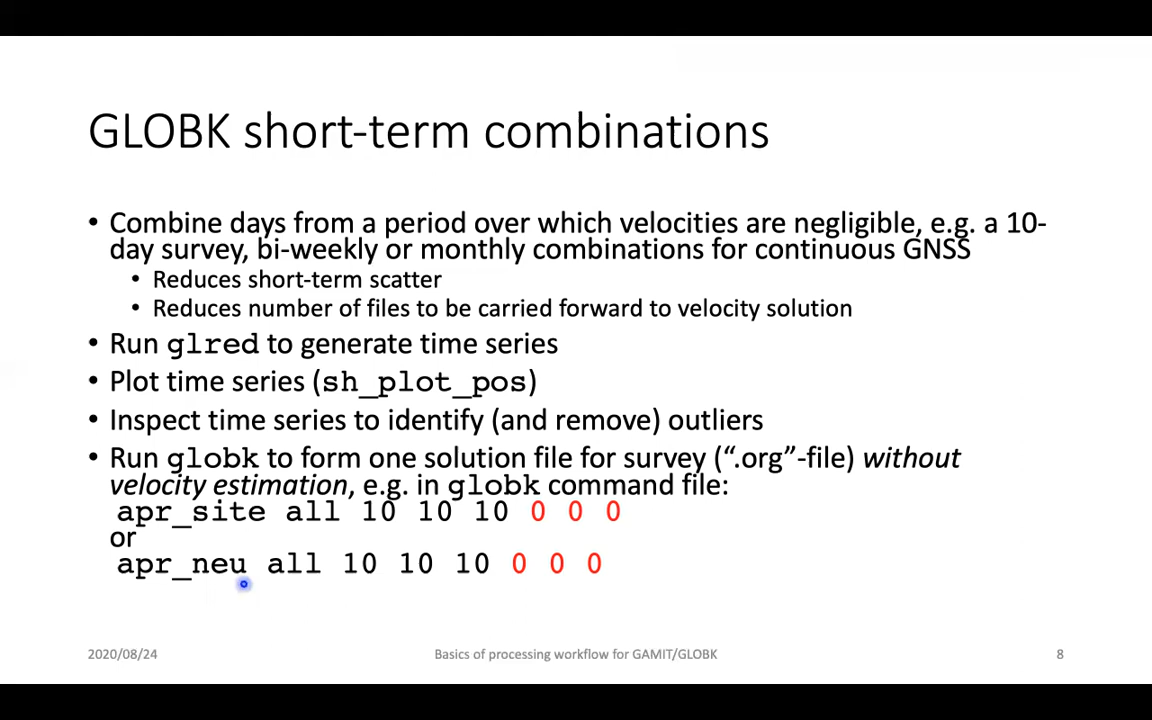 GLOBK short-term combinations
• Combine days from a period over which velocities are negligible, e.g. a 10-
day survey, bi-weekly or monthly combinations for continuous GNSS
• Reduces short-term scatter
• Reduces number of files to be carried forward to velocity solution
• Run glred to generate time series
• Plot time series (sh_plot_pos)
• Inspect time series to identify (and remove) outliers
• Run globk to form one solution file for survey (“.org”-file) without
velocity estimation, e.g. in globk command file:
apr_site all 10 10 10 0 0 0
or
apr_neu all 10 10 10 0 0 0
2020/08/24 Basics of processing workflow for GAMIT/GLOBK 8